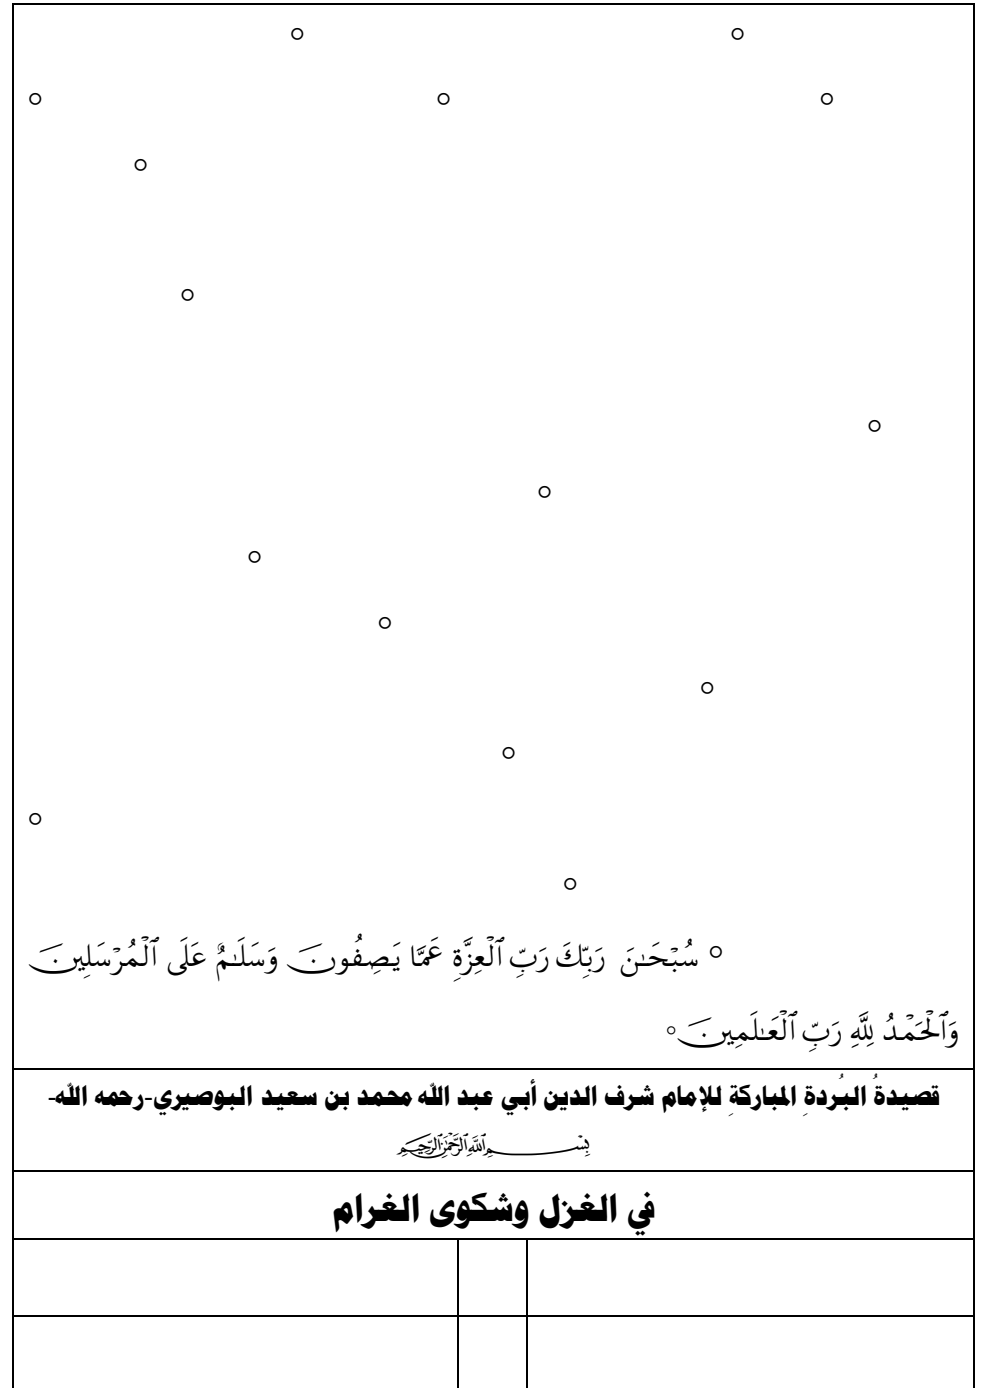 ○ ○
○ ○ ○
○
○
○
○
○
○
○
○
○
○
○ سُبْحَـٰنَ رَبِّكَ رَبِّ ٱلْعِزَّةِ عَمَّا يَصِفُونَ وَسَلَـٰمٌ عَلَى ٱلْمُرْسَلِينَ
وَٱلْحَمْدُ لِلَّهِ رَبِّ ٱلْعَـٰلَمِينَ ○
قصيدةُ البُردةِ المباركةِ للإمام شرف الدين أبي عبد الله محمد بن سعيد البوصيري-رحمه الله-
بِسْمِ ٱللَّهِ ٱلرَّحْمَٰنِ ٱلرَّحِيمِ
في الغزل وشكوى الغرام